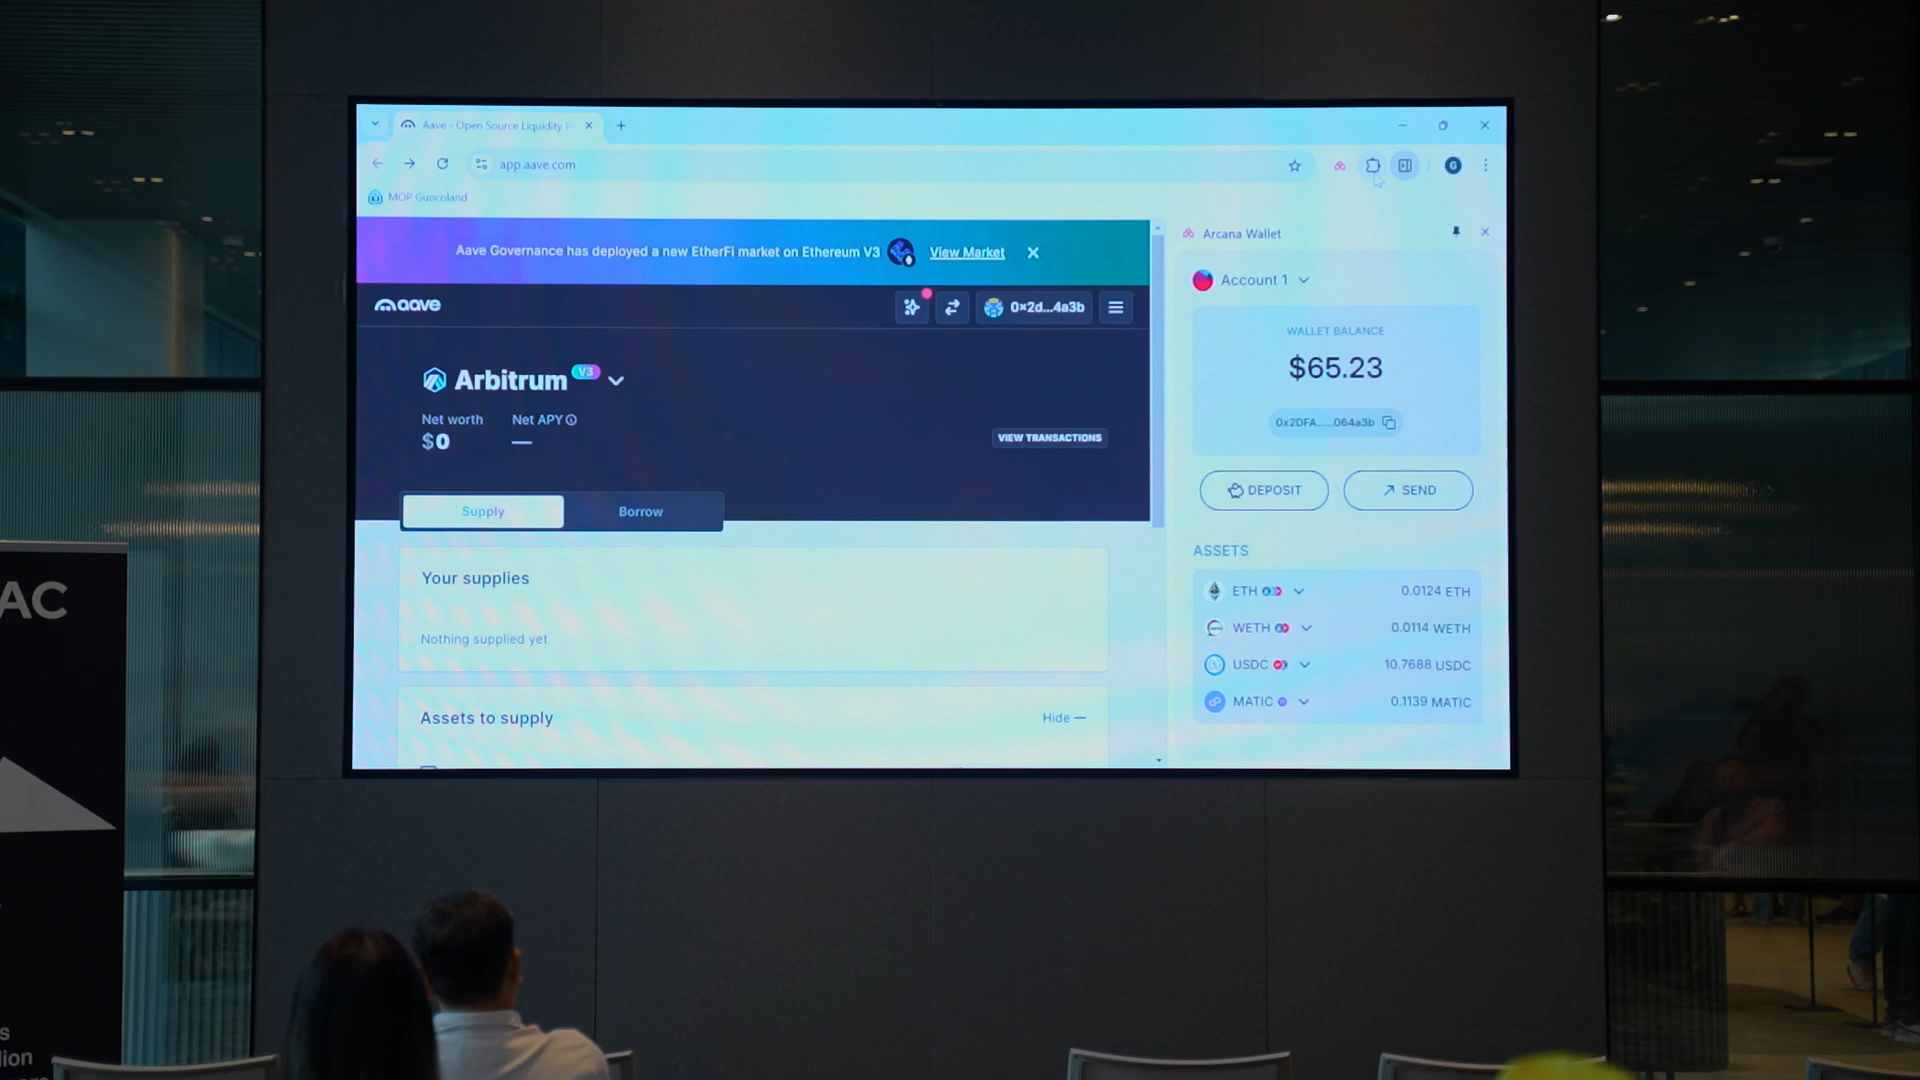 Aave - Open Source Liquidity P
app.aave.com
G
MOP Guocoland
Aave Governance has deployed a new EtherFi market on Ethereum V3
View Market
aave
0×2d...4a3b
Arbitrum V3
Net worth
Net APY
$0
—
VIEW TRANSACTIONS
Supply
Borrow
Your supplies
Nothing supplied yet
Assets to supply
Hide —
Arcana Wallet
Account 1
WALLET BALANCE
$65.23
0x2DFA.....064a3b
DEPOSIT
SEND
ASSETS
ETH
0.0124 ETH
WETH
0.0114 WETH
USDC
10.7688 USDC
MATIC
0.1139 MATIC
AC
s
lion